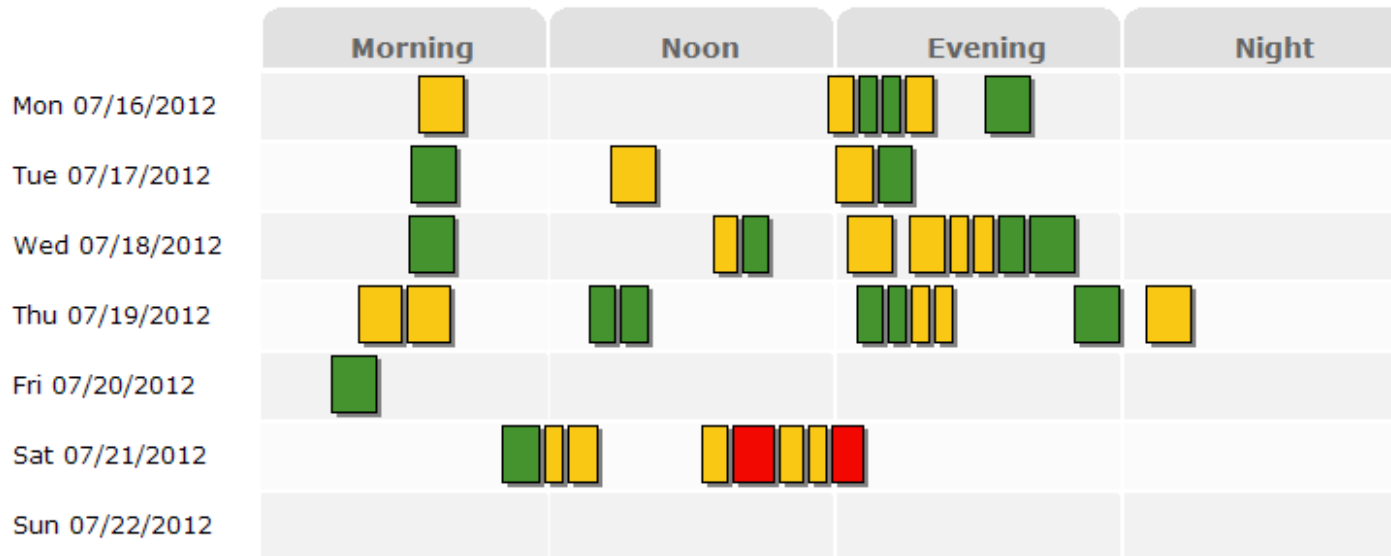 Morning Noon Evening Night
Mon 07/16/2012
Tue 07/17/2012
Wed 07/18/2012
Thu 07/19/2012
Fri 07/20/2012
Sat 07/21/2012
Sun 07/22/2012